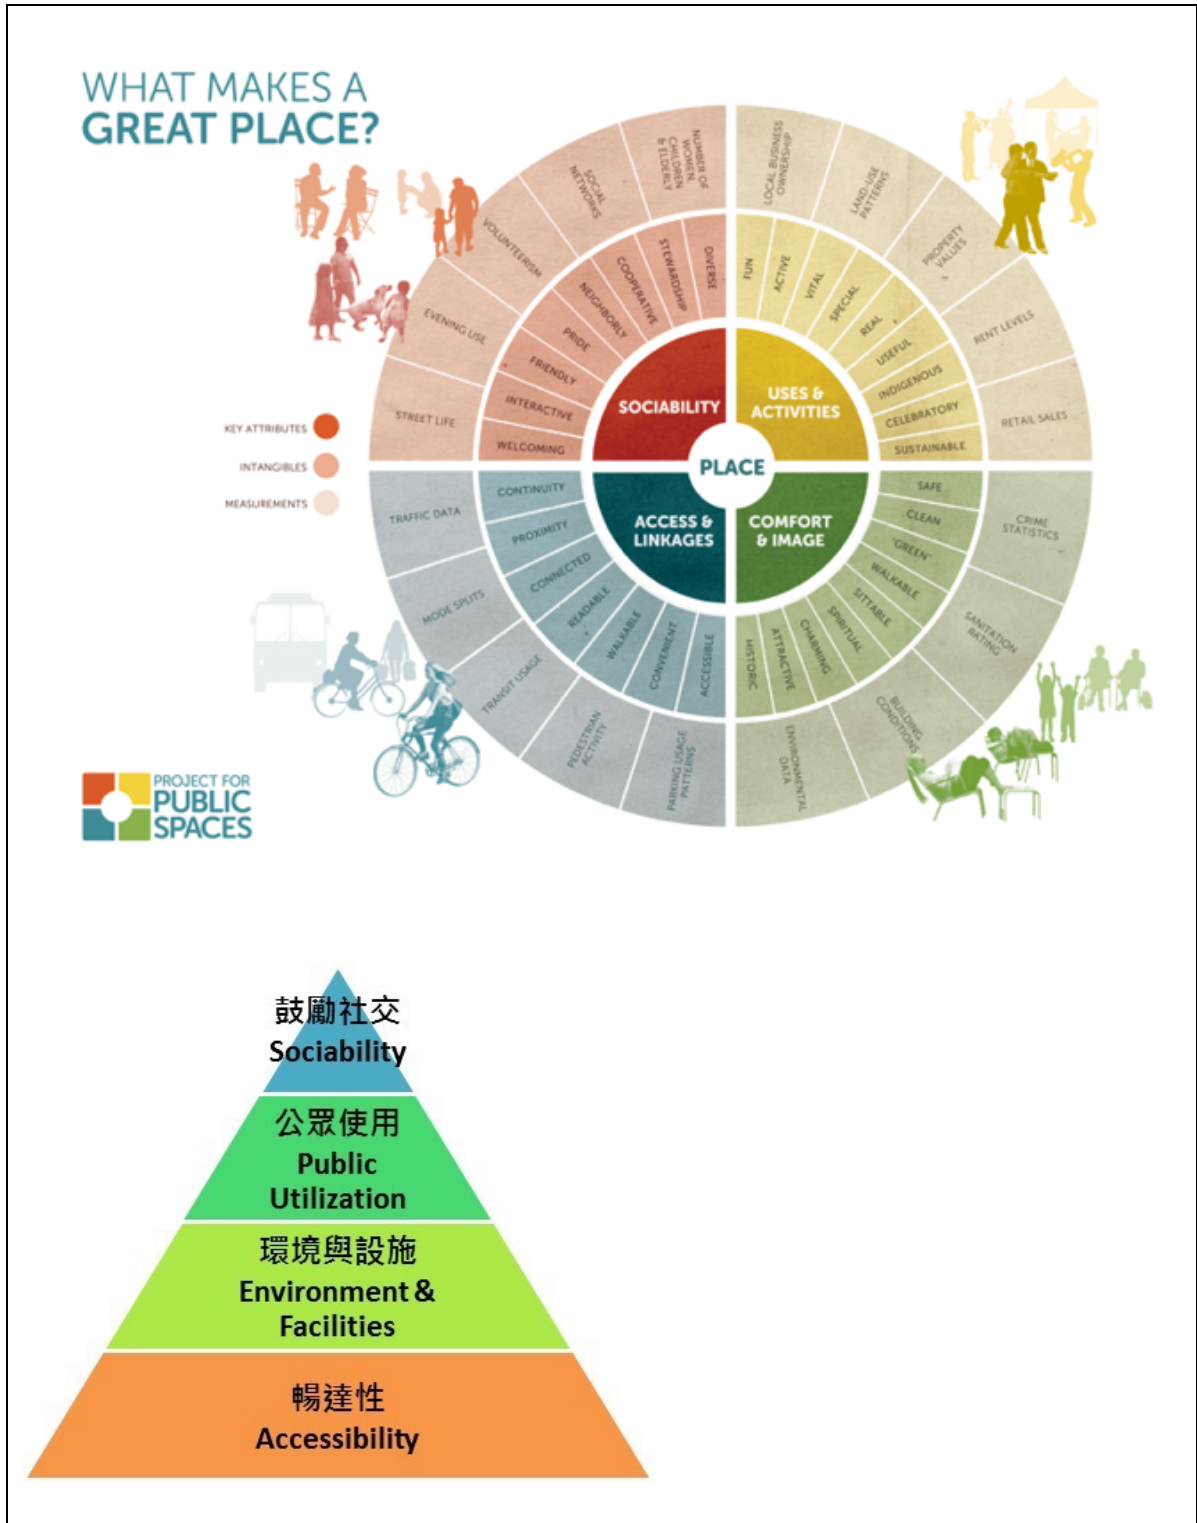 WHAT MAKES A
GREAT PLACE?
KEY ATTRIBUTES
INTANGIBLES
MEASUREMENTS
PLACE
SOCIABILITY
USES &
ACTIVITIES
ACCESS &
LINKAGES
COMFORT
& IMAGE
WELCOMING
INTERACTIVE
FRIENDLY
PRIDE
NEIGHBORLY
COOPERATIVE
STEWARDSHIP
DIVERSE
FUN
ACTIVE
VITAL
SPECIAL
REAL
USEFUL
INDIGENOUS
CELEBRATORY
SUSTAINABLE
SAFE
CLEAN
"GREEN"
WALKABLE
SITTABLE
SPIRITUAL
CHARMING
ATTRACTIVE
HISTORIC
ACCESSIBLE
CONVENIENT
WALKABLE
READABLE
CONNECTED
PROXIMITY
CONTINUITY
STREET LIFE
EVENING USE
VOLUNTEERISM
SOCIAL
NETWORKS
NUMBER OF
WOMEN,
CHILDREN
& ELDERLY
LOCAL BUSINESS
OWNERSHIP
LAND-USE
PATTERNS
PROPERTY
VALUES
RENT LEVELS
RETAIL SALES
CRIME
STATISTICS
SANITATION
RATING
BUILDING
CONDITIONS
ENVIRONMENTAL
DATA
PARKING USAGE
PATTERNS
PEDESTRIAN
ACTIVITY
TRANSIT USAGE
MODE SPLITS
TRAFFIC DATA
PROJECT FOR
PUBLIC
SPACES
鼓勵社交
Sociability
公眾使用
Public
Utilization
環境與設施
Environment &
Facilities
暢達性
Accessibility